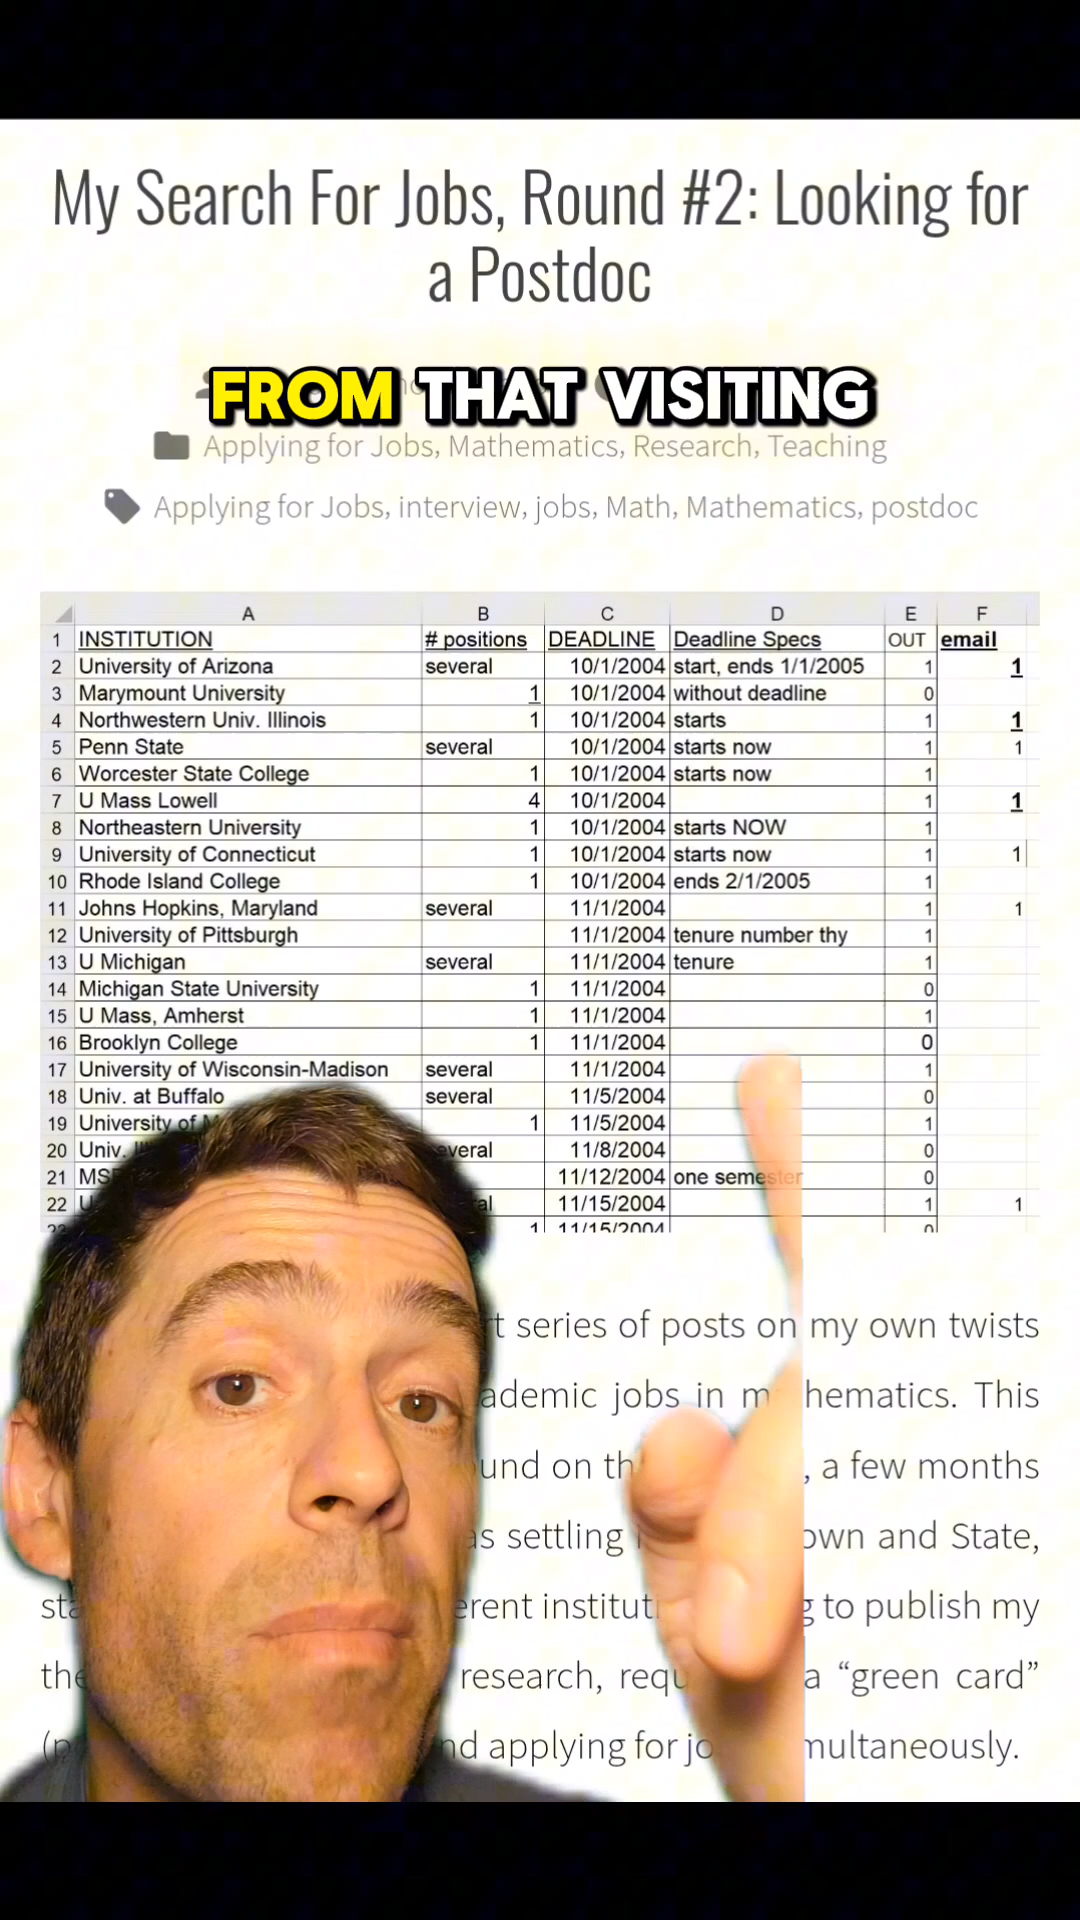 My Search For Jobs, Round #2: Looking for
a Postdoc
FROM THAT VISITING
Applying for Jobs, Mathematics, Research, Teaching
Applying for Jobs, interview, jobs, Math, Mathematics, postdoc
A B C D E F
1 INSTITUTION # positions DEADLINE Deadline Specs OUT email
2 University of Arizona several 10/1/2004 start, ends 1/1/2005 1 1
3 Marymount University 1 10/1/2004 without deadline 0
4 Northwestern Univ. Illinois 1 10/1/2004 starts 1 1
5 Penn State several 10/1/2004 starts now 1 1
6 Worcester State College 1 10/1/2004 starts now 1
7 U Mass Lowell 4 10/1/2004 1 1
8 Northeastern University 1 10/1/2004 starts NOW 1
9 University of Connecticut 1 10/1/2004 starts now 1 1
10 Rhode Island College 1 10/1/2004 ends 2/1/2005 1
11 Johns Hopkins, Maryland several 11/1/2004 1 1
12 University of Pittsburgh 11/1/2004 tenure number thy 1
13 U Michigan several 11/1/2004 tenure 1
14 Michigan State University 1 11/1/2004 0
15 U Mass, Amherst 1 11/1/2004 1
16 Brooklyn College 1 11/1/2004 0
17 University of Wisconsin-Madison several 11/1/2004 1
18 Univ. at Buffalo several 11/5/2004 0
19 University of 1 11/5/2004 1
20 Univ. several 11/8/2004 0
21 11/12/2004 one semester 0
22 11/15/2004 1 1
1 11/15/2004 0
series of posts on my own twists
in This
on a few months
settling and State,
to publish my
research, a “green card”
applying for